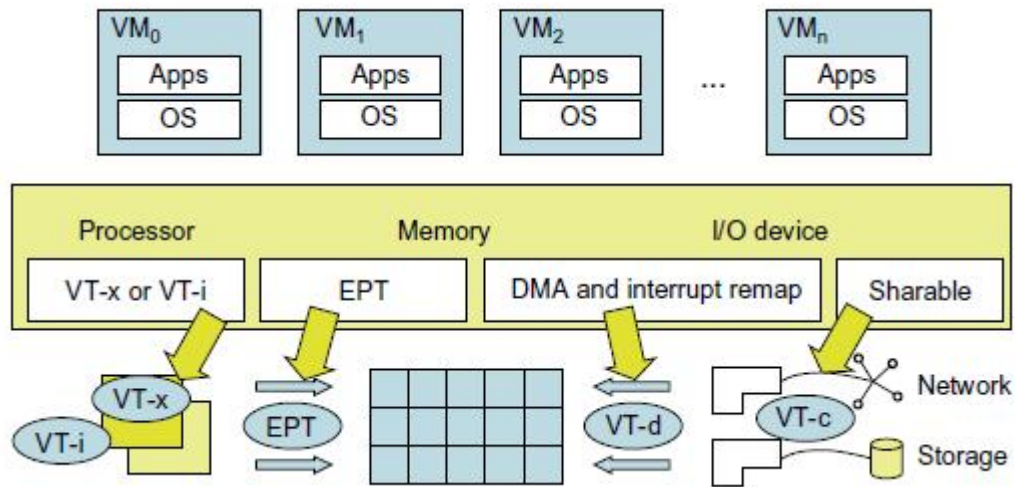 VM0 VM1 VM2 VMn
Apps Apps Apps ... Apps
OS OS OS OS
Processor Memory I/O device
VT-x or VT-i EPT DMA and interrupt remap Sharable
VT-x Network
VT-i EPT VT-d VT-c
Storage